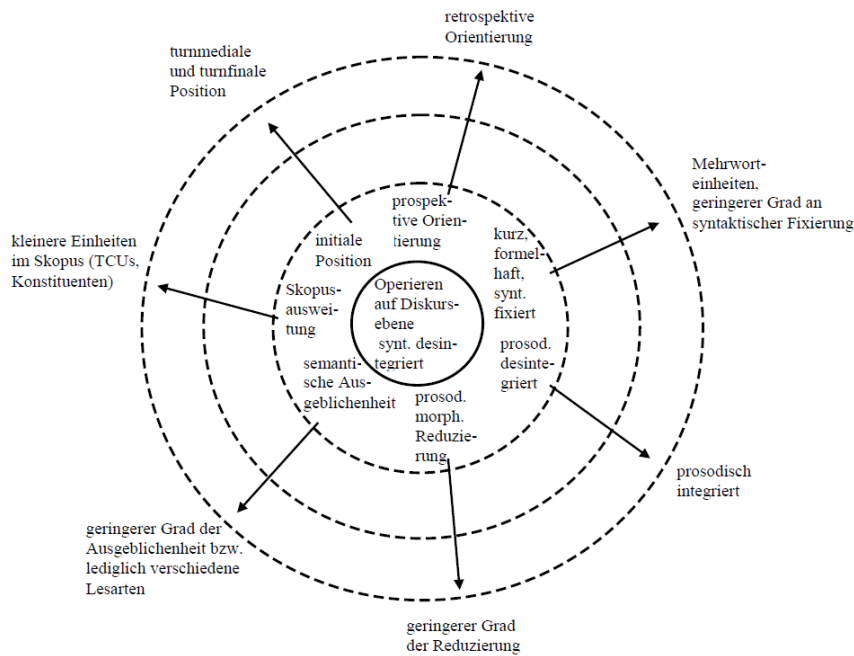 retrospektive
Orientierung
turnmediale
und turnfinale
Position
Mehrwort-
einheiten,
geringerer Grad an
syntaktischer Fixierung
prospek-
tive Orien-
tierung
initiale
Position
kurz,
formel-
haft,
synt.
fixiert
kleinere Einheiten
im Skopus (TCUs,
Konstituenten)
Skopus-
auswei-
tung
Operieren
auf Diskurs-
ebene
synt. desin-
tegriert
prosod.
desinte-
griert
semanti-
sche Aus-
geblichenheit
prosod.
morph.
Reduzie-
rung
prosodisch
integriert
geringerer Grad der
Ausgeblichenheit bzw.
lediglich verschiedene
Lesarten
geringerer Grad
der Reduzierung